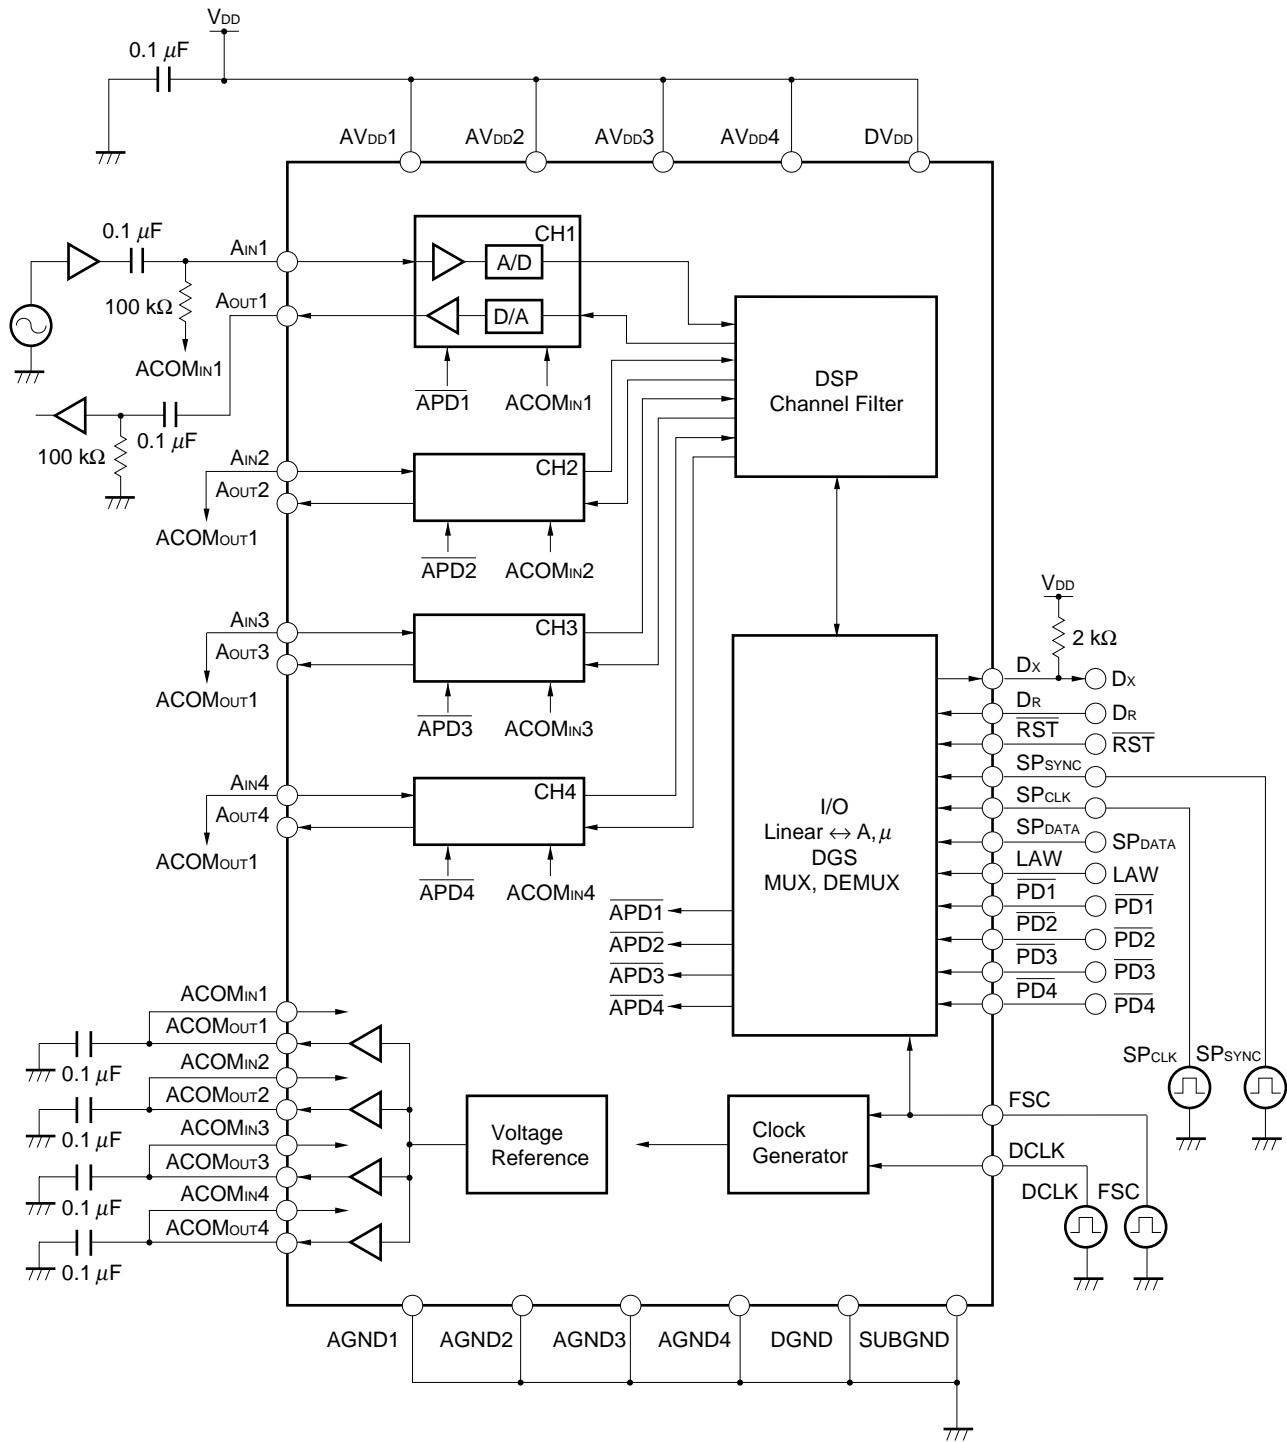 VDD
0.1 μF
AVDD1 AVDD2 AVDD3 AVDD4 DVDD
0.1 μF
AIN1
CH1
A/D
100 kΩ
AOUT1
D/A
ACOMIN1
APD1
ACOMIN1
DSP
Channel Filter
0.1 μF
100 kΩ
AIN2
AOUT2
CH2
ACOMOUT1
APD2
ACOMIN2
VDD
2 kΩ
AIN3
AOUT3
CH3
ACOMOUT1
APD3
ACOMIN3
AIN4
AOUT4
CH4
ACOMOUT1
APD4
ACOMIN4
I/O
Linear ↔ A, μ
DGS
MUX, DEMUX
DX DX
DR DR
RST RST
SPSYNC
SPCLK
SPDATA SPDATA
LAW LAW
PD1 PD1
PD2 PD2
PD3 PD3
PD4 PD4
APD1
APD2
APD3
APD4
ACOMIN1
ACOMOUT1
0.1 μF
ACOMIN2
ACOMOUT2
0.1 μF
ACOMIN3
ACOMOUT3
0.1 μF
ACOMIN4
ACOMOUT4
0.1 μF
Voltage
Reference
Clock
Generator
SPCLK SPSYNC
FSC
DCLK
DCLK FSC
AGND1 AGND2 AGND3 AGND4 DGND SUBGND